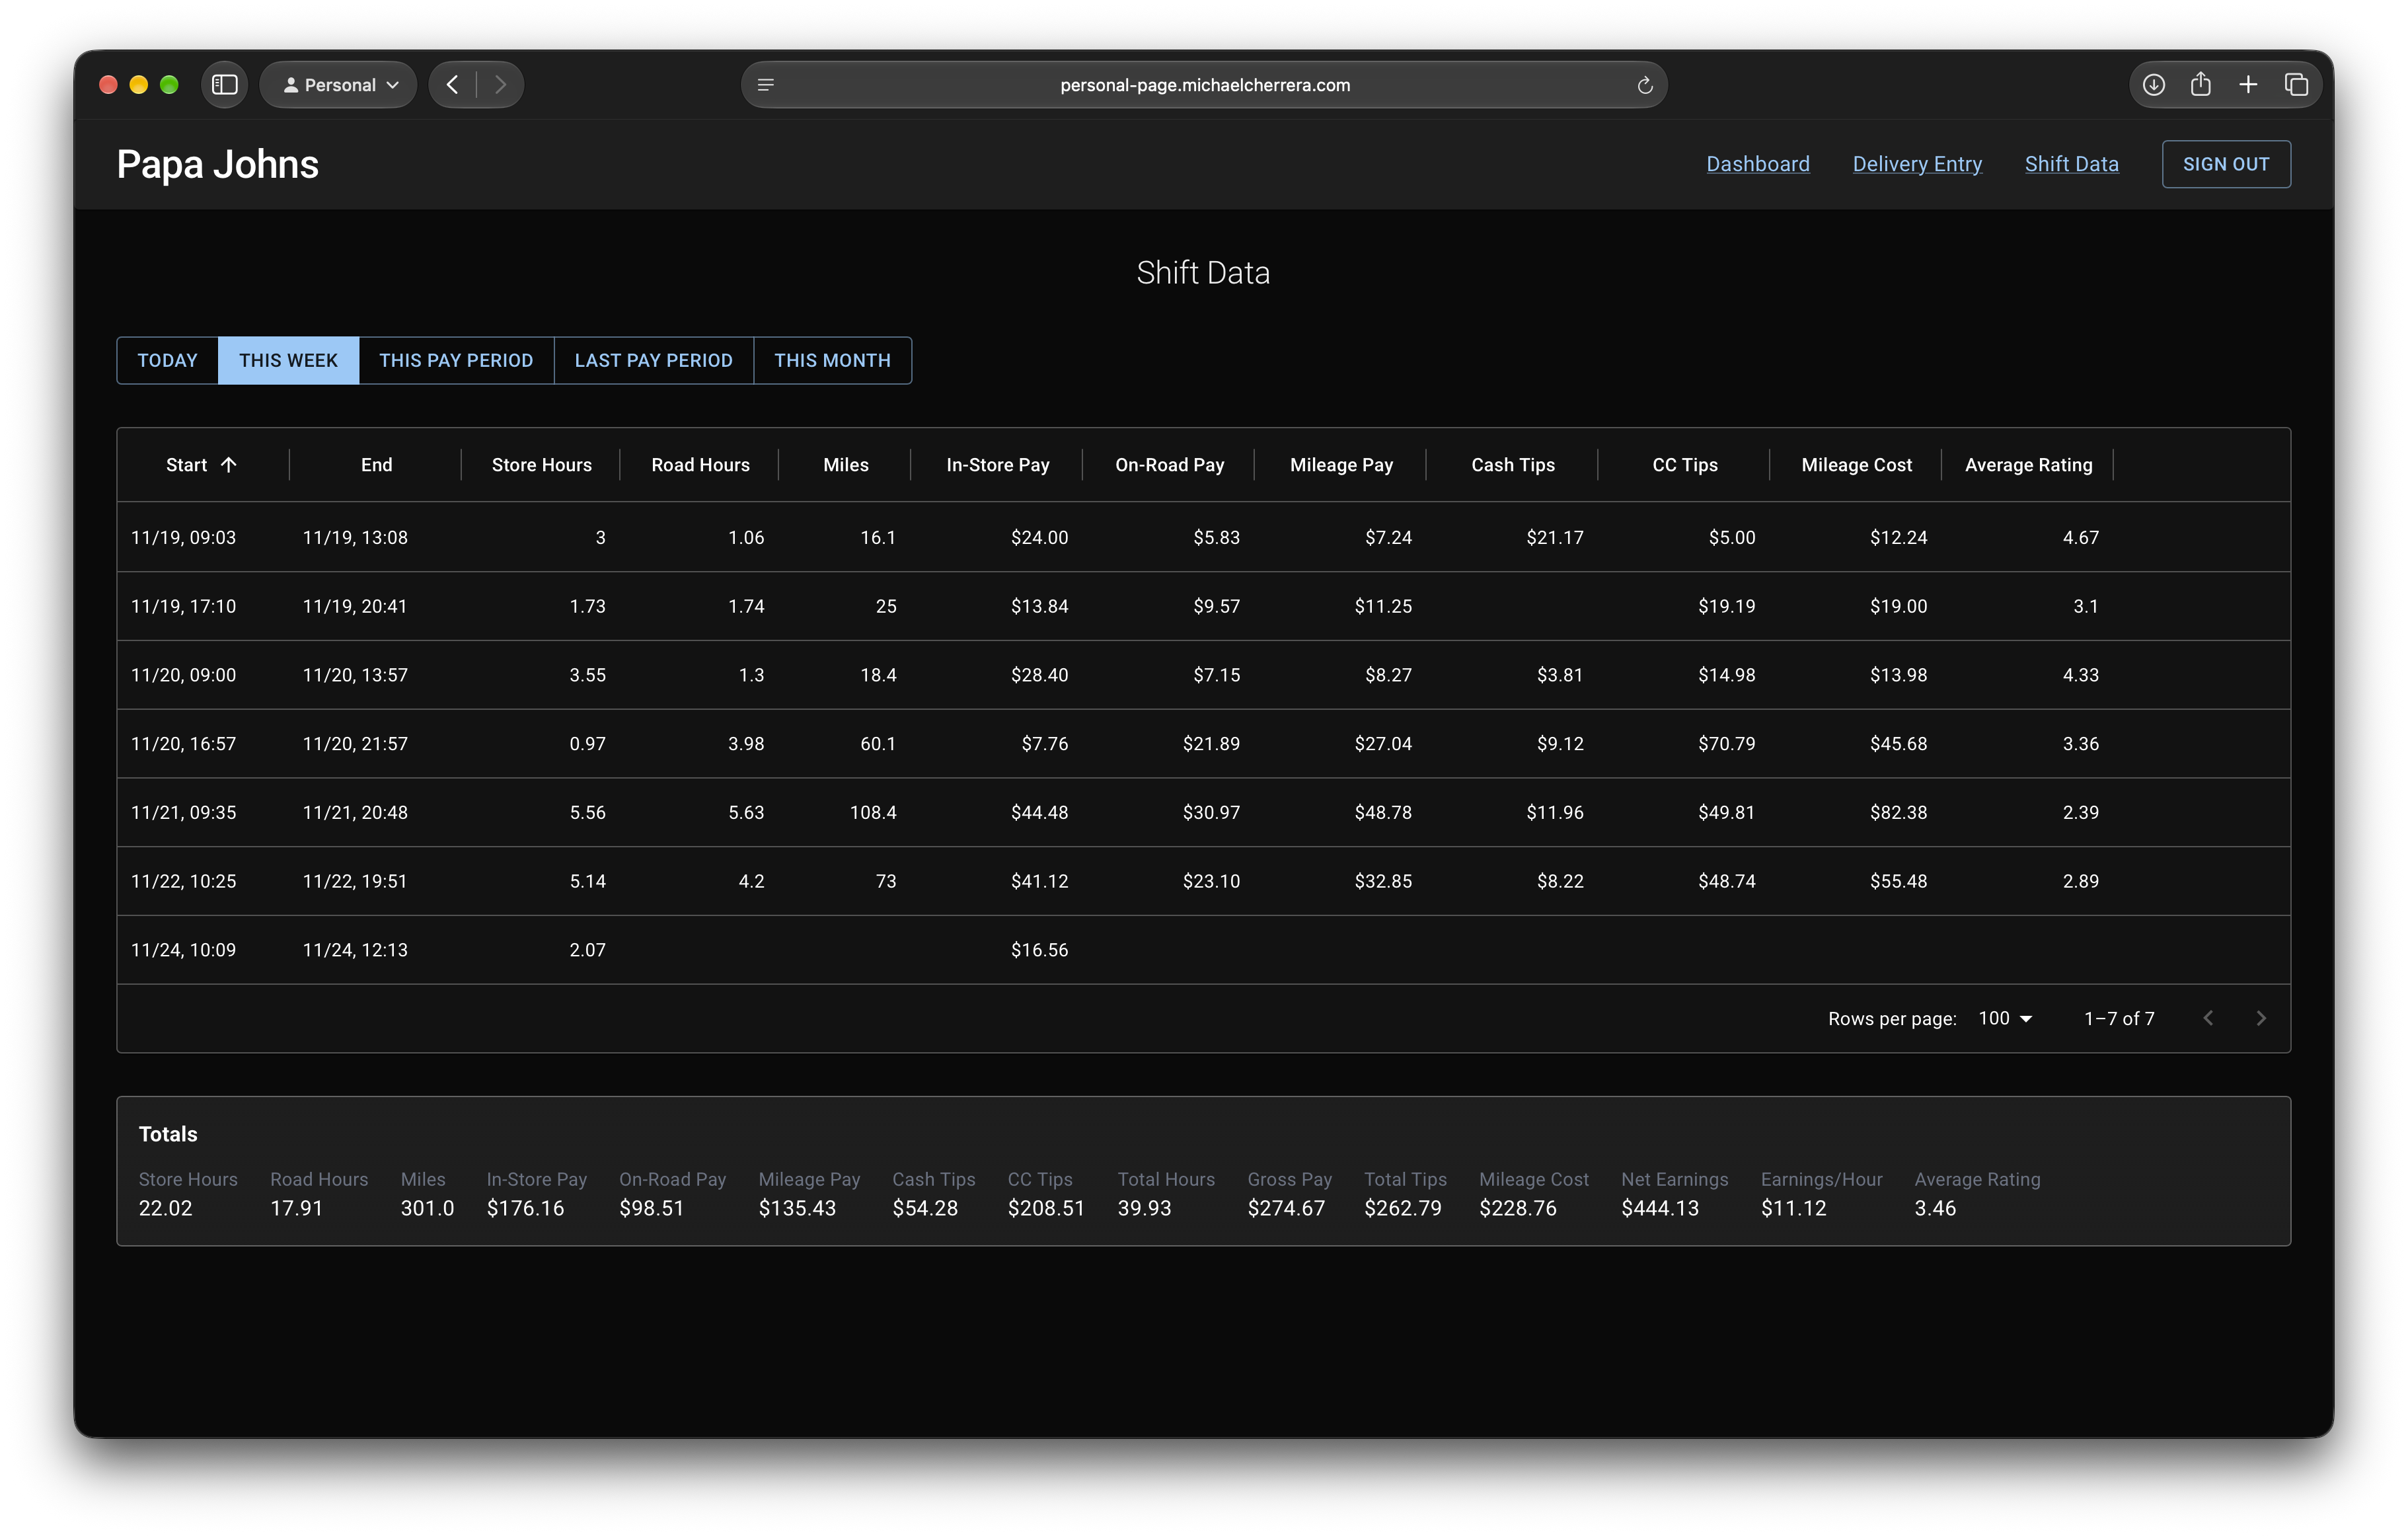 Personal
personal-page.michaelcherrera.com
Papa Johns
Dashboard Delivery Entry Shift Data SIGN OUT
Shift Data
TODAY THIS WEEK THIS PAY PERIOD LAST PAY PERIOD THIS MONTH
Start End Store Hours Road Hours Miles In-Store Pay On-Road Pay Mileage Pay Cash Tips CC Tips Mileage Cost Average Rating
11/19, 09:03 11/19, 13:08 3 1.06 16.1 $24.00 $5.83 $7.24 $21.17 $5.00 $12.24 4.67
11/19, 17:10 11/19, 20:41 1.73 1.74 25 $13.84 $9.57 $11.25 $19.19 $19.00 3.1
11/20, 09:00 11/20, 13:57 3.55 1.3 18.4 $28.40 $7.15 $8.27 $3.81 $14.98 $13.98 4.33
11/20, 16:57 11/20, 21:57 0.97 3.98 60.1 $7.76 $21.89 $27.04 $9.12 $70.79 $45.68 3.36
11/21, 09:35 11/21, 20:48 5.56 5.63 108.4 $44.48 $30.97 $48.78 $11.96 $49.81 $82.38 2.39
11/22, 10:25 11/22, 19:51 5.14 4.2 73 $41.12 $23.10 $32.85 $8.22 $48.74 $55.48 2.89
11/24, 10:09 11/24, 12:13 2.07 $16.56
Rows per page: 100 1–7 of 7
Totals
Store Hours Road Hours Miles In-Store Pay On-Road Pay Mileage Pay Cash Tips CC Tips Total Hours Gross Pay Total Tips Mileage Cost Net Earnings Earnings/Hour Average Rating
22.02 17.91 301.0 $176.16 $98.51 $135.43 $54.28 $208.51 39.93 $274.67 $262.79 $228.76 $444.13 $11.12 3.46